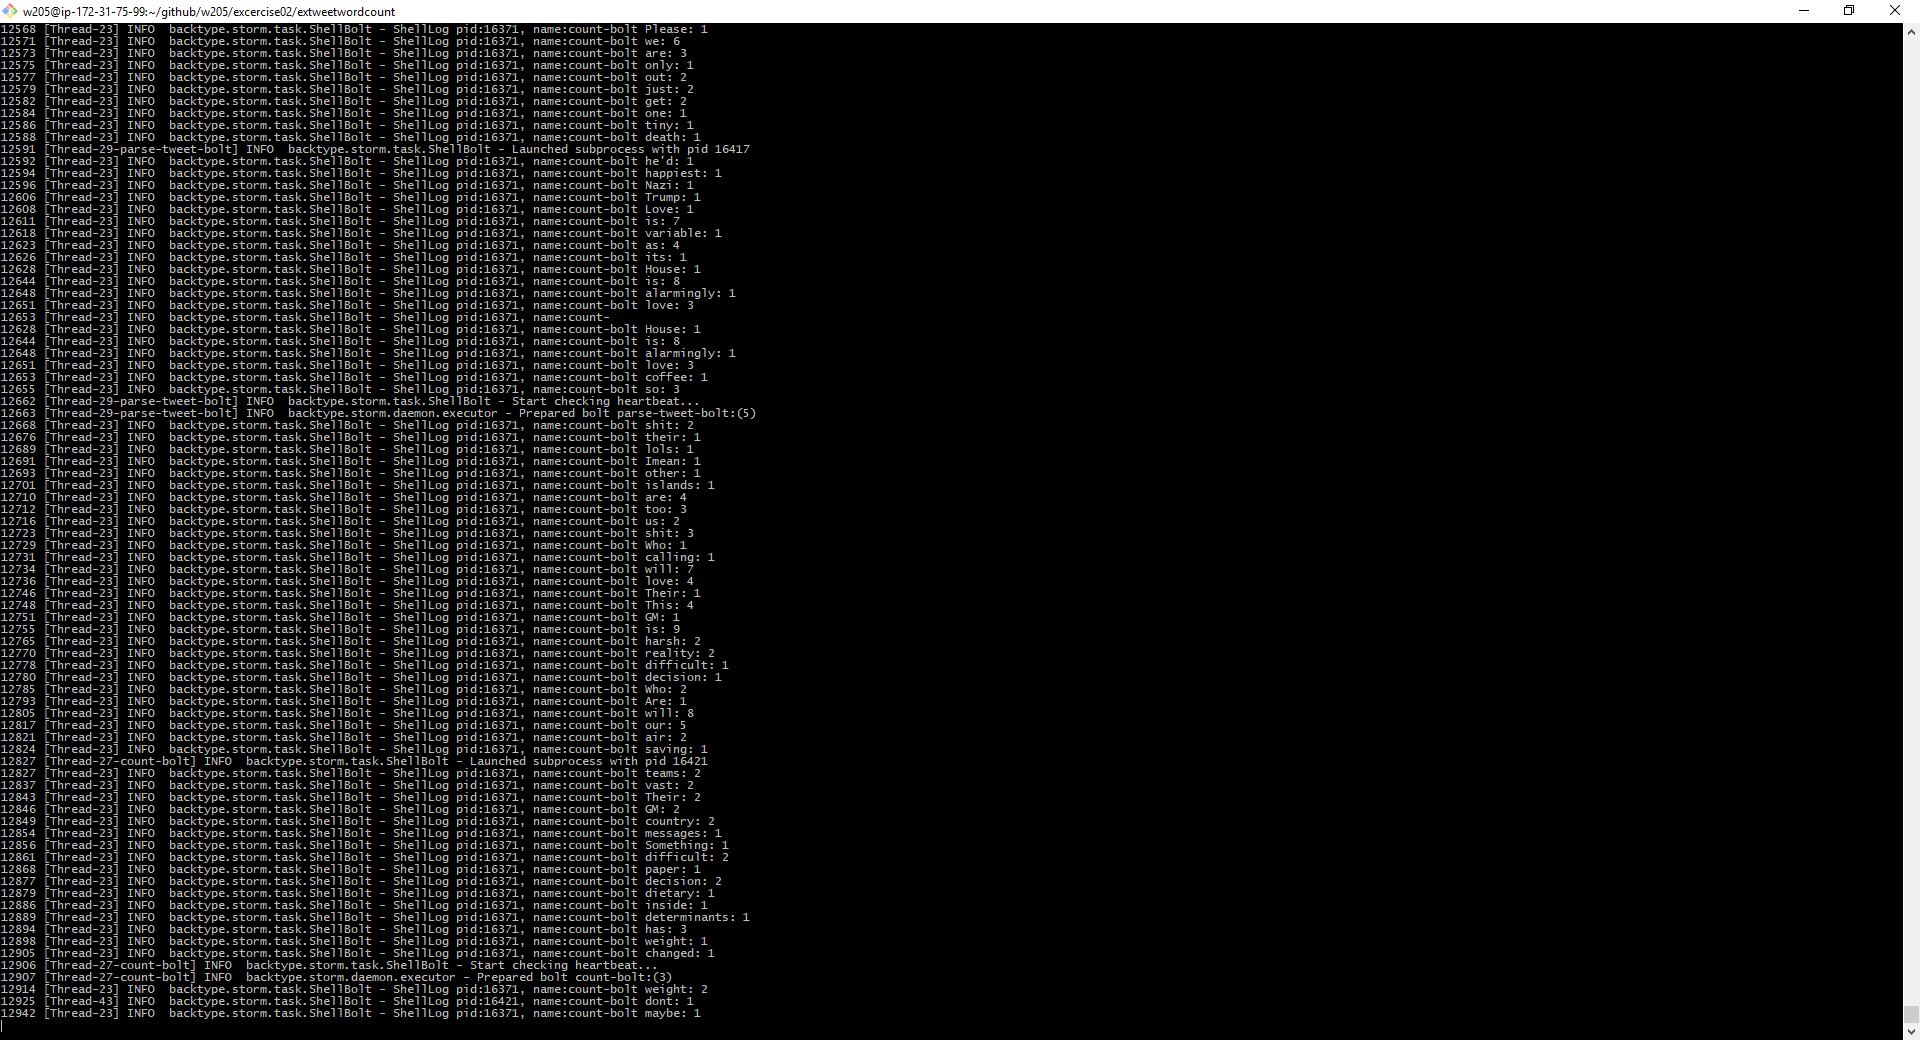 w205@ip-172-31-75-99:~/github/w205/excercise02/extweetwordcount
12568 [Thread-23] INFO  backtype.storm.task.ShellBolt - ShellLog pid:16371, name:count-bolt Please: 1
12571 [Thread-23] INFO  backtype.storm.task.ShellBolt - ShellLog pid:16371, name:count-bolt we: 6
12573 [Thread-23] INFO  backtype.storm.task.ShellBolt - ShellLog pid:16371, name:count-bolt are: 3
12575 [Thread-23] INFO  backtype.storm.task.ShellBolt - ShellLog pid:16371, name:count-bolt only: 1
12577 [Thread-23] INFO  backtype.storm.task.ShellBolt - ShellLog pid:16371, name:count-bolt out: 2
12579 [Thread-23] INFO  backtype.storm.task.ShellBolt - ShellLog pid:16371, name:count-bolt just: 2
12582 [Thread-23] INFO  backtype.storm.task.ShellBolt - ShellLog pid:16371, name:count-bolt get: 2
12584 [Thread-23] INFO  backtype.storm.task.ShellBolt - ShellLog pid:16371, name:count-bolt one: 1
12586 [Thread-23] INFO  backtype.storm.task.ShellBolt - ShellLog pid:16371, name:count-bolt tiny: 1
12588 [Thread-23] INFO  backtype.storm.task.ShellBolt - ShellLog pid:16371, name:count-bolt death: 1
12591 [Thread-29-parse-tweet-bolt] INFO  backtype.storm.task.ShellBolt - Launched subprocess with pid 16417
12592 [Thread-23] INFO  backtype.storm.task.ShellBolt - ShellLog pid:16371, name:count-bolt he'd: 1
12594 [Thread-23] INFO  backtype.storm.task.ShellBolt - ShellLog pid:16371, name:count-bolt happiest: 1
12596 [Thread-23] INFO  backtype.storm.task.ShellBolt - ShellLog pid:16371, name:count-bolt Nazi: 1
12606 [Thread-23] INFO  backtype.storm.task.ShellBolt - ShellLog pid:16371, name:count-bolt Trump: 1
12608 [Thread-23] INFO  backtype.storm.task.ShellBolt - ShellLog pid:16371, name:count-bolt Love: 1
12611 [Thread-23] INFO  backtype.storm.task.ShellBolt - ShellLog pid:16371, name:count-bolt is: 7
12618 [Thread-23] INFO  backtype.storm.task.ShellBolt - ShellLog pid:16371, name:count-bolt variable: 1
12623 [Thread-23] INFO  backtype.storm.task.ShellBolt - ShellLog pid:16371, name:count-bolt as: 4
12626 [Thread-23] INFO  backtype.storm.task.ShellBolt - ShellLog pid:16371, name:count-bolt its: 1
12628 [Thread-23] INFO  backtype.storm.task.ShellBolt - ShellLog pid:16371, name:count-bolt House: 1
12644 [Thread-23] INFO  backtype.storm.task.ShellBolt - ShellLog pid:16371, name:count-bolt is: 8
12648 [Thread-23] INFO  backtype.storm.task.ShellBolt - ShellLog pid:16371, name:count-bolt alarmingly: 1
12651 [Thread-23] INFO  backtype.storm.task.ShellBolt - ShellLog pid:16371, name:count-bolt love: 3
12653 [Thread-23] INFO  backtype.storm.task.ShellBolt - ShellLog pid:16371, name:count-
12628 [Thread-23] INFO  backtype.storm.task.ShellBolt - ShellLog pid:16371, name:count-bolt House: 1
12644 [Thread-23] INFO  backtype.storm.task.ShellBolt - ShellLog pid:16371, name:count-bolt is: 8
12648 [Thread-23] INFO  backtype.storm.task.ShellBolt - ShellLog pid:16371, name:count-bolt alarmingly: 1
12651 [Thread-23] INFO  backtype.storm.task.ShellBolt - ShellLog pid:16371, name:count-bolt love: 3
12653 [Thread-23] INFO  backtype.storm.task.ShellBolt - ShellLog pid:16371, name:count-bolt coffee: 1
12655 [Thread-23] INFO  backtype.storm.task.ShellBolt - ShellLog pid:16371, name:count-bolt so: 3
12662 [Thread-29-parse-tweet-bolt] INFO  backtype.storm.task.ShellBolt - Start checking heartbeat...
12663 [Thread-29-parse-tweet-bolt] INFO  backtype.storm.daemon.executor - Prepared bolt parse-tweet-bolt:(5)
12668 [Thread-23] INFO  backtype.storm.task.ShellBolt - ShellLog pid:16371, name:count-bolt shit: 2
12676 [Thread-23] INFO  backtype.storm.task.ShellBolt - ShellLog pid:16371, name:count-bolt their: 1
12689 [Thread-23] INFO  backtype.storm.task.ShellBolt - ShellLog pid:16371, name:count-bolt lols: 1
12691 [Thread-23] INFO  backtype.storm.task.ShellBolt - ShellLog pid:16371, name:count-bolt Imean: 1
12693 [Thread-23] INFO  backtype.storm.task.ShellBolt - ShellLog pid:16371, name:count-bolt other: 1
12701 [Thread-23] INFO  backtype.storm.task.ShellBolt - ShellLog pid:16371, name:count-bolt islands: 1
12710 [Thread-23] INFO  backtype.storm.task.ShellBolt - ShellLog pid:16371, name:count-bolt are: 4
12712 [Thread-23] INFO  backtype.storm.task.ShellBolt - ShellLog pid:16371, name:count-bolt too: 3
12716 [Thread-23] INFO  backtype.storm.task.ShellBolt - ShellLog pid:16371, name:count-bolt us: 2
12723 [Thread-23] INFO  backtype.storm.task.ShellBolt - ShellLog pid:16371, name:count-bolt shit: 3
12729 [Thread-23] INFO  backtype.storm.task.ShellBolt - ShellLog pid:16371, name:count-bolt Who: 1
12731 [Thread-23] INFO  backtype.storm.task.ShellBolt - ShellLog pid:16371, name:count-bolt calling: 1
12734 [Thread-23] INFO  backtype.storm.task.ShellBolt - ShellLog pid:16371, name:count-bolt will: 7
12736 [Thread-23] INFO  backtype.storm.task.ShellBolt - ShellLog pid:16371, name:count-bolt love: 4
12746 [Thread-23] INFO  backtype.storm.task.ShellBolt - ShellLog pid:16371, name:count-bolt Their: 1
12748 [Thread-23] INFO  backtype.storm.task.ShellBolt - ShellLog pid:16371, name:count-bolt This: 4
12751 [Thread-23] INFO  backtype.storm.task.ShellBolt - ShellLog pid:16371, name:count-bolt GM: 1
12755 [Thread-23] INFO  backtype.storm.task.ShellBolt - ShellLog pid:16371, name:count-bolt is: 9
12765 [Thread-23] INFO  backtype.storm.task.ShellBolt - ShellLog pid:16371, name:count-bolt harsh: 2
12770 [Thread-23] INFO  backtype.storm.task.ShellBolt - ShellLog pid:16371, name:count-bolt reality: 2
12778 [Thread-23] INFO  backtype.storm.task.ShellBolt - ShellLog pid:16371, name:count-bolt difficult: 1
12780 [Thread-23] INFO  backtype.storm.task.ShellBolt - ShellLog pid:16371, name:count-bolt decision: 1
12785 [Thread-23] INFO  backtype.storm.task.ShellBolt - ShellLog pid:16371, name:count-bolt Who: 2
12793 [Thread-23] INFO  backtype.storm.task.ShellBolt - ShellLog pid:16371, name:count-bolt Are: 1
12805 [Thread-23] INFO  backtype.storm.task.ShellBolt - ShellLog pid:16371, name:count-bolt will: 8
12817 [Thread-23] INFO  backtype.storm.task.ShellBolt - ShellLog pid:16371, name:count-bolt our: 5
12821 [Thread-23] INFO  backtype.storm.task.ShellBolt - ShellLog pid:16371, name:count-bolt air: 2
12824 [Thread-23] INFO  backtype.storm.task.ShellBolt - ShellLog pid:16371, name:count-bolt saving: 1
12827 [Thread-27-count-bolt] INFO  backtype.storm.task.ShellBolt - Launched subprocess with pid 16421
12827 [Thread-23] INFO  backtype.storm.task.ShellBolt - ShellLog pid:16371, name:count-bolt teams: 2
12837 [Thread-23] INFO  backtype.storm.task.ShellBolt - ShellLog pid:16371, name:count-bolt vast: 2
12843 [Thread-23] INFO  backtype.storm.task.ShellBolt - ShellLog pid:16371, name:count-bolt Their: 2
12846 [Thread-23] INFO  backtype.storm.task.ShellBolt - ShellLog pid:16371, name:count-bolt GM: 2
12849 [Thread-23] INFO  backtype.storm.task.ShellBolt - ShellLog pid:16371, name:count-bolt country: 2
12854 [Thread-23] INFO  backtype.storm.task.ShellBolt - ShellLog pid:16371, name:count-bolt messages: 1
12856 [Thread-23] INFO  backtype.storm.task.ShellBolt - ShellLog pid:16371, name:count-bolt Something: 1
12861 [Thread-23] INFO  backtype.storm.task.ShellBolt - ShellLog pid:16371, name:count-bolt difficult: 2
12868 [Thread-23] INFO  backtype.storm.task.ShellBolt - ShellLog pid:16371, name:count-bolt paper: 1
12877 [Thread-23] INFO  backtype.storm.task.ShellBolt - ShellLog pid:16371, name:count-bolt decision: 2
12879 [Thread-23] INFO  backtype.storm.task.ShellBolt - ShellLog pid:16371, name:count-bolt dietary: 1
12886 [Thread-23] INFO  backtype.storm.task.ShellBolt - ShellLog pid:16371, name:count-bolt inside: 1
12889 [Thread-23] INFO  backtype.storm.task.ShellBolt - ShellLog pid:16371, name:count-bolt determinants: 1
12894 [Thread-23] INFO  backtype.storm.task.ShellBolt - ShellLog pid:16371, name:count-bolt has: 3
12898 [Thread-23] INFO  backtype.storm.task.ShellBolt - ShellLog pid:16371, name:count-bolt weight: 1
12905 [Thread-23] INFO  backtype.storm.task.ShellBolt - ShellLog pid:16371, name:count-bolt changed: 1
12906 [Thread-27-count-bolt] INFO  backtype.storm.task.ShellBolt - Start checking heartbeat...
12907 [Thread-27-count-bolt] INFO  backtype.storm.daemon.executor - Prepared bolt count-bolt:(3)
12914 [Thread-23] INFO  backtype.storm.task.ShellBolt - ShellLog pid:16371, name:count-bolt weight: 2
12925 [Thread-43] INFO  backtype.storm.task.ShellBolt - ShellLog pid:16421, name:count-bolt dont: 1
12942 [Thread-23] INFO  backtype.storm.task.ShellBolt - ShellLog pid:16371, name:count-bolt maybe: 1